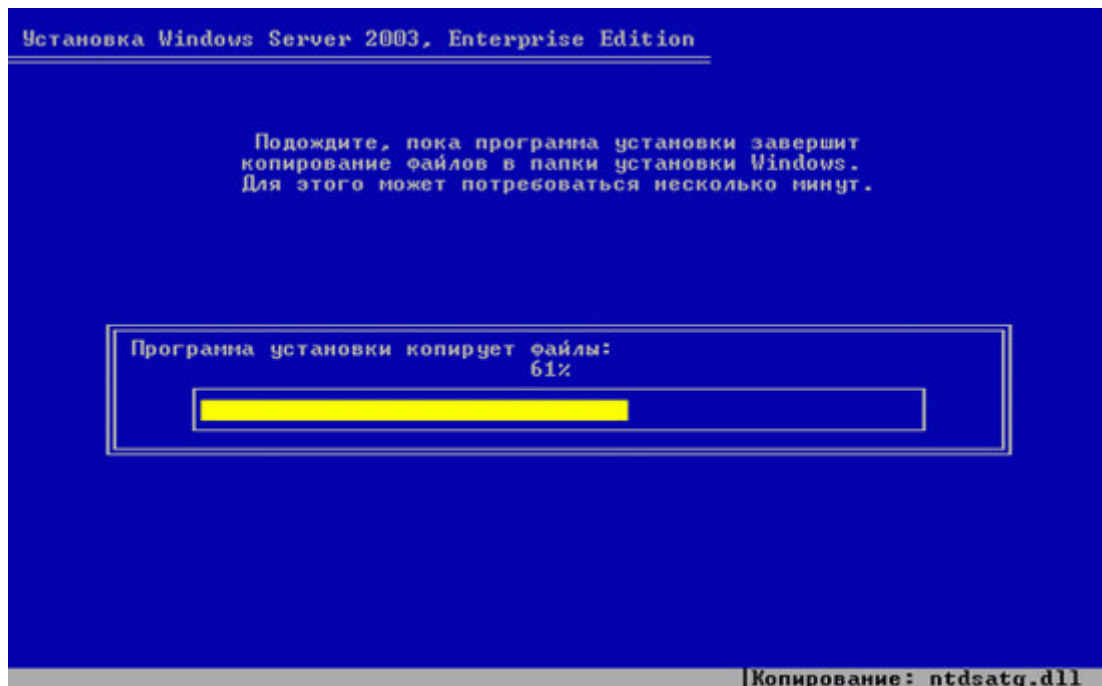 Установка Windows Server 2003, Enterprise Edition
Подождите, пока программа установки завершит
копирование файлов в папки установки Windows.
Для этого может потребоваться несколько минут.
Программа установки копирует файлы:
61%
Копирование: ntdsatq.dll